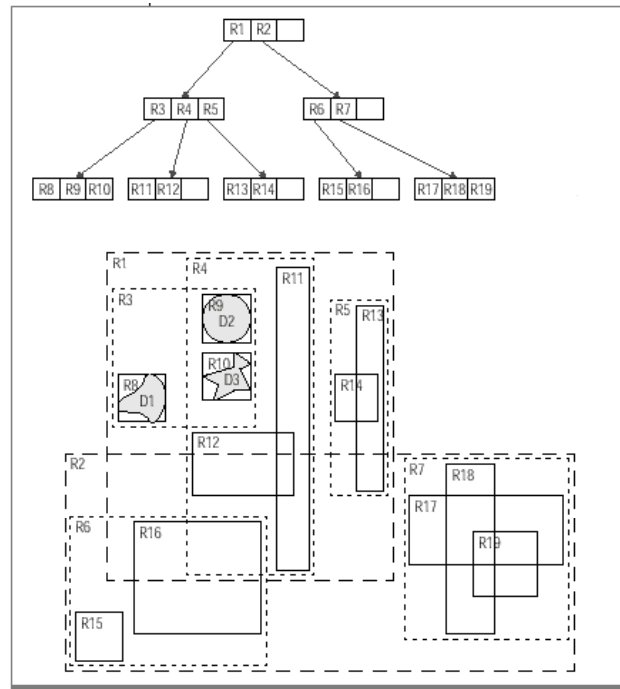 R1 R2
R3 R4 R5
R6 R7
R8 R9 R10
R11 R12
R13 R14
R15 R16
R17 R18 R19
R1
R4
R11
R3
R9
D2
R5
R13
R10
D3
R8
D1
R14
R12
R2
R7
R18
R17
R6
R16
R19
R15